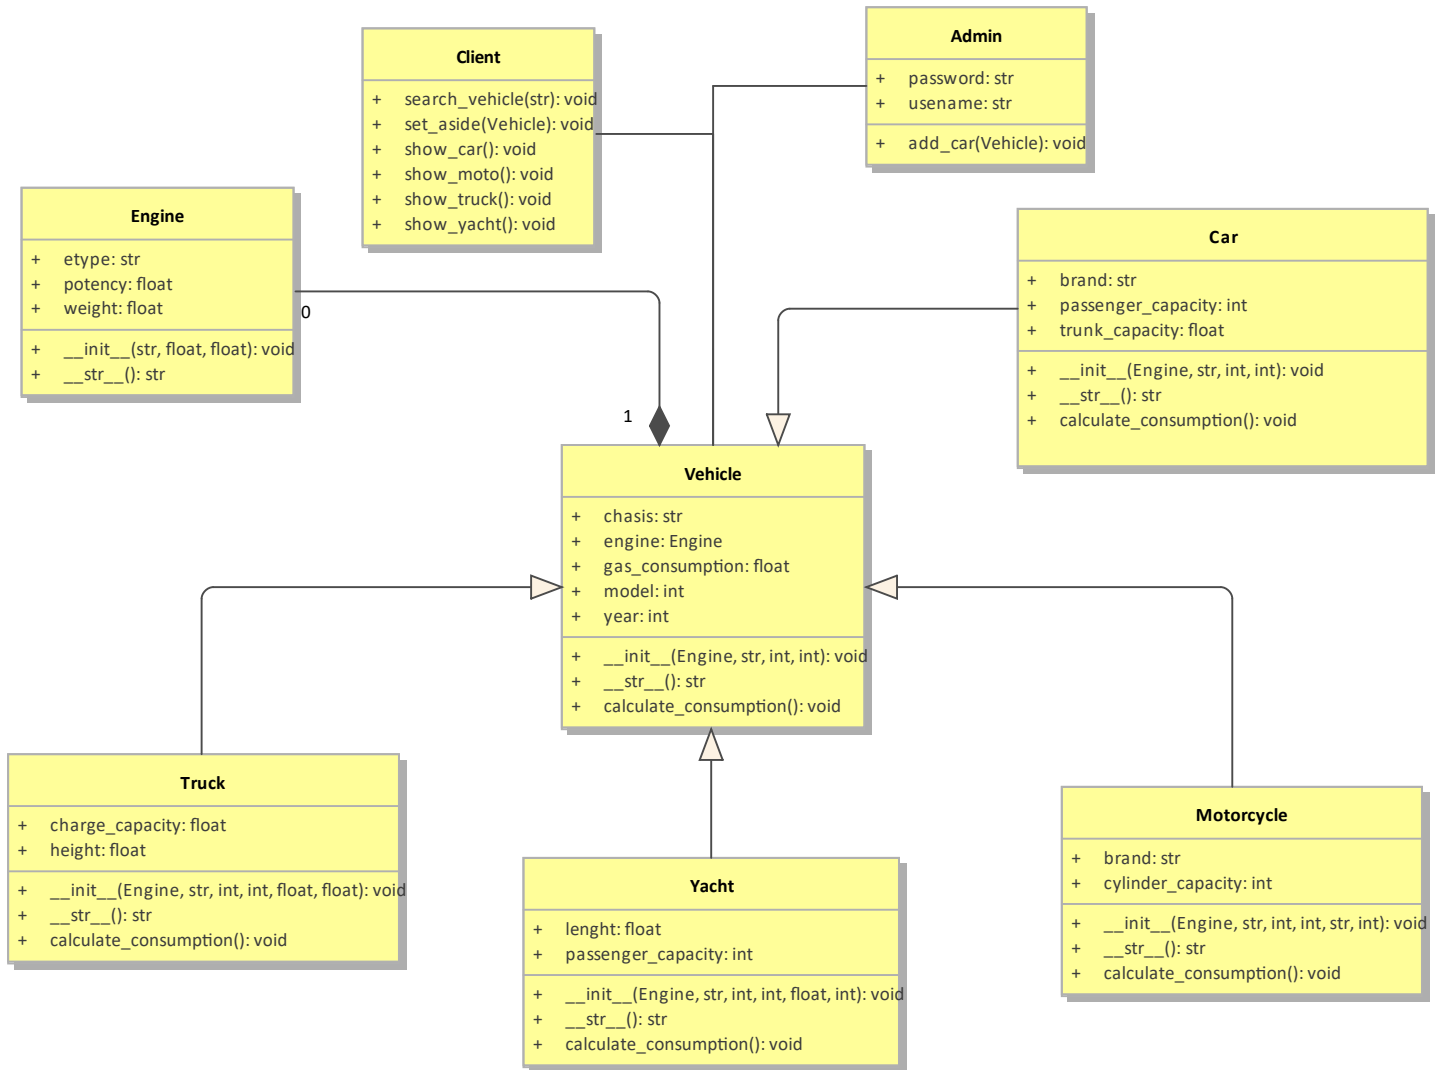 Client
+ search_vehicle(str): void
+ set_aside(Vehicle): void
+ show_car(): void
+ show_moto(): void
+ show_truck(): void
+ show_yacht(): void
Admin
+ password: str
+ usename: str
+ add_car(Vehicle): void
Engine
+ etype: str
+ potency: float
+ weight: float
+ __init__(str, float, float): void
+ __str__(): str
0
1
Car
+ brand: str
+ passenger_capacity: int
+ trunk_capacity: float
+ __init__(Engine, str, int, int): void
+ __str__(): str
+ calculate_consumption(): void
Vehicle
+ chasis: str
+ engine: Engine
+ gas_consumption: float
+ model: int
+ year: int
+ __init__(Engine, str, int, int): void
+ __str__(): str
+ calculate_consumption(): void
Truck
+ charge_capacity: float
+ height: float
+ __init__(Engine, str, int, int, float, float): void
+ __str__(): str
+ calculate_consumption(): void
Yacht
+ lenght: float
+ passenger_capacity: int
+ __init__(Engine, str, int, int, float, int): void
+ __str__(): str
+ calculate_consumption(): void
Motorcycle
+ brand: str
+ cylinder_capacity: int
+ __init__(Engine, str, int, int, str, int): void
+ __str__(): str
+ calculate_consumption(): void